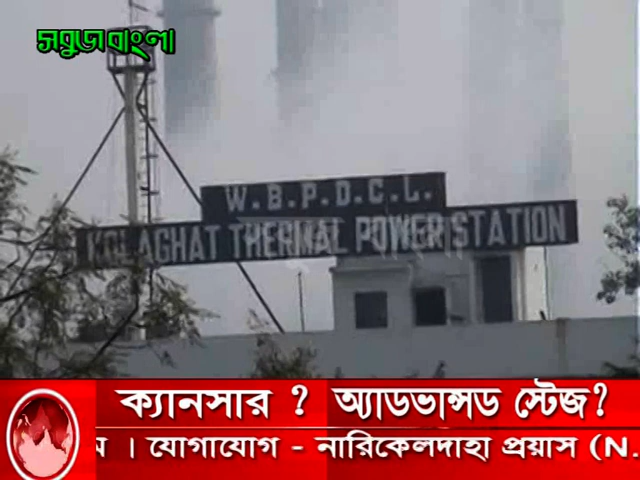 সবুজ বাংলা
W.B.P.D.C.L.
KOLAGHAT THERMAL POWER STATION
ক্যানসার ? অ্যাডভান্সড স্টেজ?
ন । যোগাযোগ - নারিকেলদাহা প্রয়াস (N.